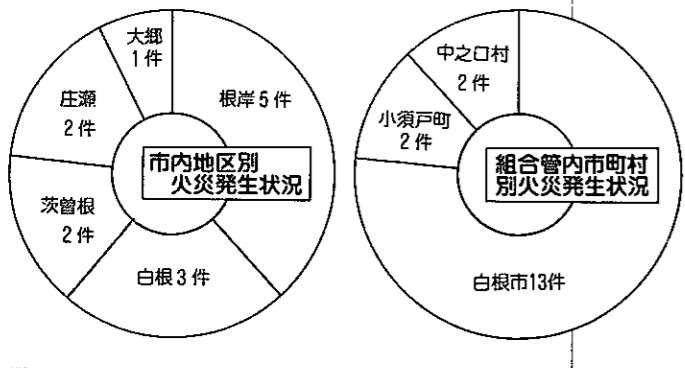 大郷
1件
根岸5件
庄瀬
2件
市内地区別
火災発生状況
茨曽根
2件
白根3件
中之口村
2件
小須戸町
2件
組合管内市町村
別火災発生状況
白根市13件